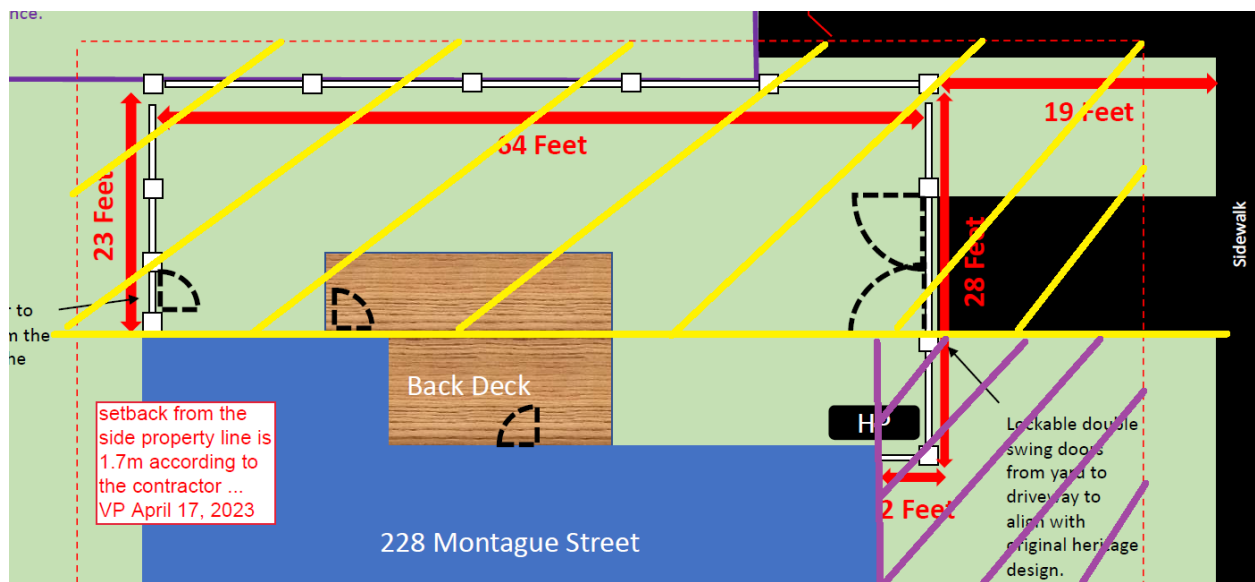 nce.
64 Feet
19 Feet
23 Feet
28 Feet
Sidewalk
r to
m the
ne
Back Deck
HP
setback from the
side property line is
1.7m according to
the contractor ...
VP April 17, 2023
Lockable double
swing doors
from yard to
driveway to
align with
original heritage
design.
2 Feet
228 Montague Street